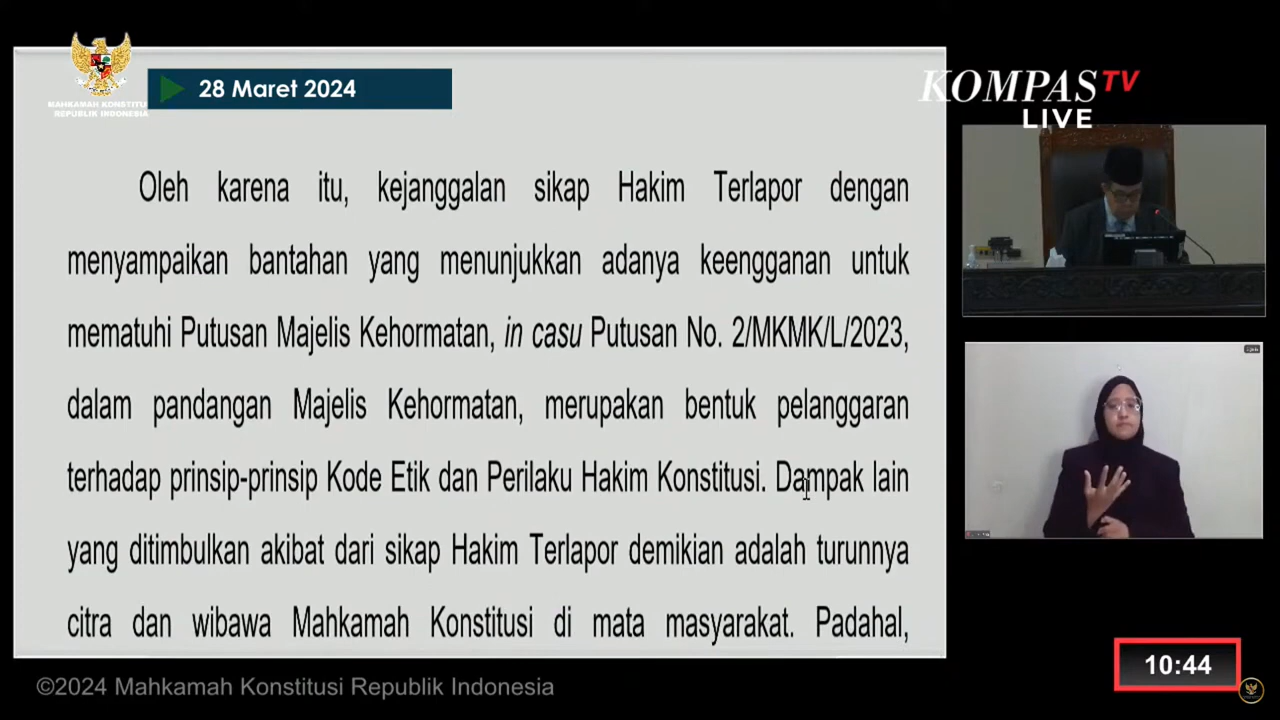 MAHKAMAH KONSTITUSI
REPUBLIK INDONESIA
28 Maret 2024
KOMPAS TV
LIVE
Oleh karena itu, kejanggalan sikap Hakim Terlapor dengan
menyampaikan bantahan yang menunjukkan adanya keengganan untuk
mematuhi Putusan Majelis Kehormatan, in casu Putusan No. 2/MKMK/L/2023,
dalam pandangan Majelis Kehormatan, merupakan bentuk pelanggaran
terhadap prinsip-prinsip Kode Etik dan Perilaku Hakim Konstitusi. Dampak lain
yang ditimbulkan akibat dari sikap Hakim Terlapor demikian adalah turunnya
citra dan wibawa Mahkamah Konstitusi di mata masyarakat. Padahal,
10:44
©2024 Mahkamah Konstitusi Republik Indonesia